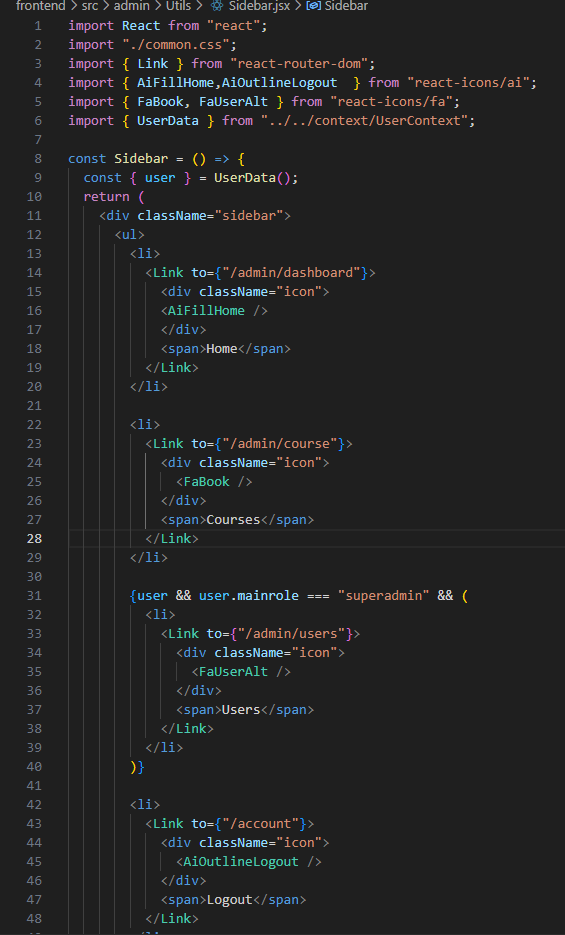 frontend > src > admin > Utils > Sidebar.jsx > Sidebar
1 import React from "react";
2 import "./common.css";
3 import { Link } from "react-router-dom";
4 import { AiFillHome,AiOutlineLogout  } from "react-icons/ai";
5 import { FaBook, FaUserAlt } from "react-icons/fa";
6 import { UserData } from "../../context/UserContext";
7
8 const Sidebar = () => {
9   const { user } = UserData();
10   return (
11     <div className="sidebar">
12       <ul>
13         <li>
14           <Link to={"/admin/dashboard"}>
15             <div className="icon">
16             <AiFillHome />
17             </div>
18             <span>Home</span>
19           </Link>
20         </li>
21
22         <li>
23           <Link to={"/admin/course"}>
24             <div className="icon">
25               <FaBook />
26             </div>
27             <span>Courses</span>
28           </Link>
29         </li>
30
31         {user && user.mainrole === "superadmin" && (
32           <li>
33             <Link to={"/admin/users"}>
34               <div className="icon">
35                 <FaUserAlt />
36               </div>
37               <span>Users</span>
38             </Link>
39           </li>
40         )}
41
42         <li>
43           <Link to={"/account"}>
44             <div className="icon">
45               <AiOutlineLogout />
46             </div>
47             <span>Logout</span>
48           </Link>